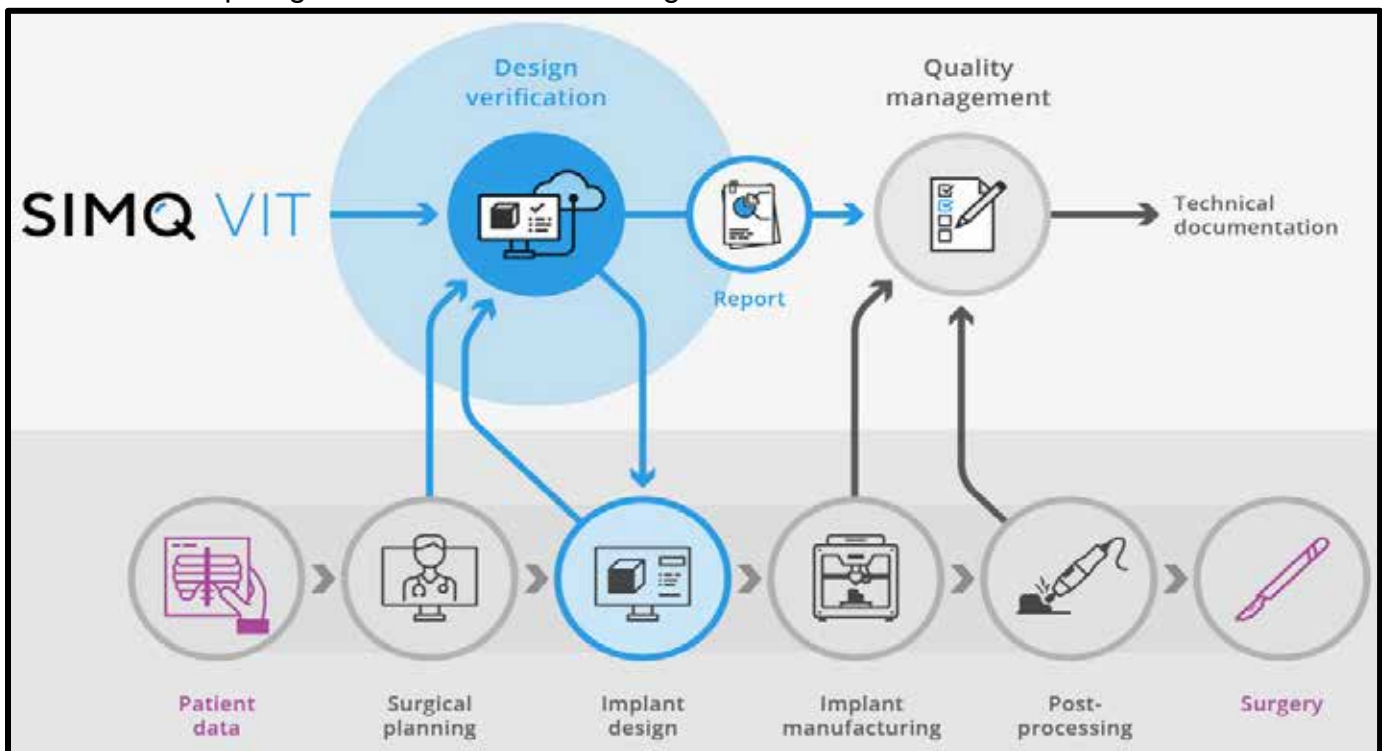 Design
verification
Quality
management
SIMQ VIT
Technical
documentation
Report
Patient
data
Surgical
planning
Implant
design
Implant
manufacturing
Post-
processing
Surgery